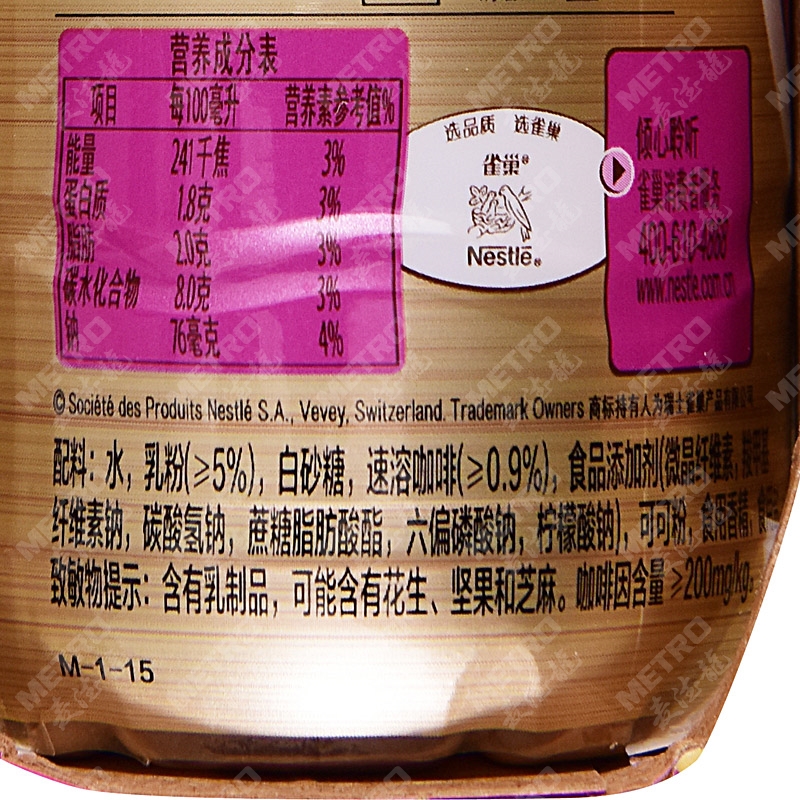 营养成分表
项目 每100毫升 营养素参考值%
能量 241千焦 3%
蛋白质 1.8克 3%
脂肪 2.0克 3%
碳水化合物 8.0克 3%
钠 76毫克 4%
选品质 选雀巢
雀巢®
Nestlé®
倾心聆听
雀巢消费者服务
400-610-4868
www.nestle.com.cn
©Société des Produits Nestlé S.A., Vevey, Switzerland. Trademark Owners 商标持有人为瑞士雀巢产品有限公司
配料：水，乳粉(≥5%)，白砂糖，速溶咖啡(≥0.9%)，食品添加剂(微晶纤维素，羧甲基
纤维素钠，碳酸氢钠，蔗糖脂肪酸酯，六偏磷酸钠，柠檬酸钠)，可可粉，食用香精，食
致敏物提示：含有乳制品，可能含有花生、坚果和芝麻。咖啡因含量≥200mg/kg。
M-1-15
METRO
麦德龙